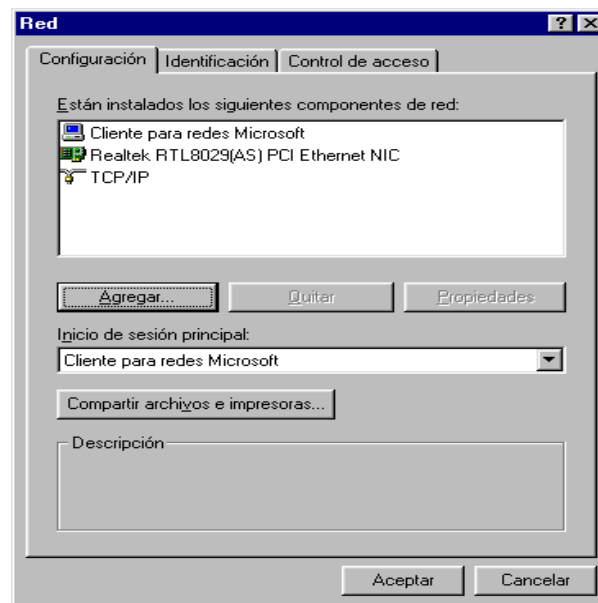 Red
Configuración Identificación Control de acceso
Están instalados los siguientes componentes de red:
Cliente para redes Microsoft
Realtek RTL8029(AS) PCI Ethernet NIC
TCP/IP
Agregar... Quitar Propiedades
Inicio de sesión principal:
Cliente para redes Microsoft
Compartir archivos e impresoras...
Descripción
Aceptar Cancelar